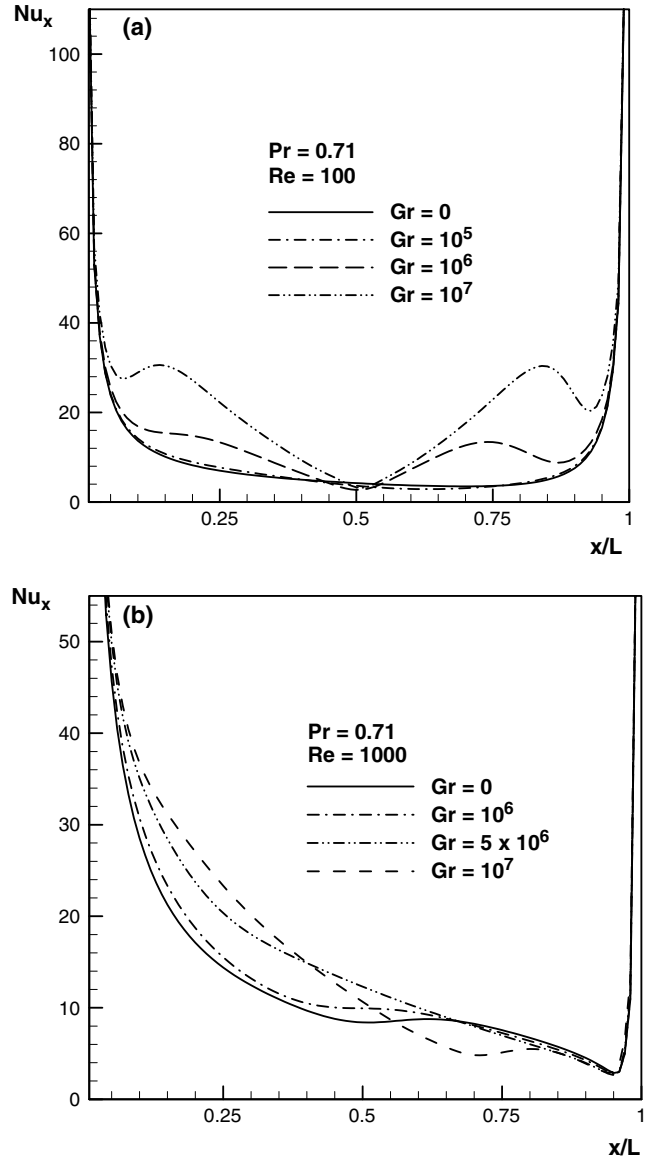 Nuₓ
(a)
100
80
60
40
20
0
Pr = 0.71
Re = 100
Gr = 0
Gr = 10⁵
Gr = 10⁶
Gr = 10⁷
0.25
0.5
0.75
1
x/L
Nuₓ
(b)
50
40
30
20
10
0
Pr = 0.71
Re = 1000
Gr = 0
Gr = 10⁶
Gr = 5 x 10⁶
Gr = 10⁷
0.25
0.5
0.75
1
x/L